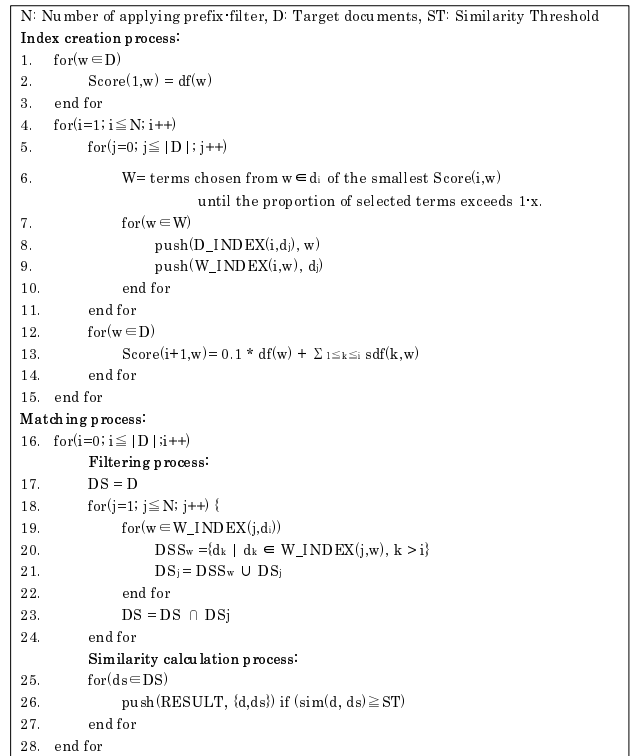 N: Number of applying prefix-filter, D: Target documents, ST: Similarity Threshold
Index creation process:
1. for(w∈D)
2. Score(1,w) = df(w)
3. end for
4. for(i=1; i≦N; i++)
5. for(j=0; j≦|D|; j++)
6. W= terms chosen from w∈di of the smallest Score(i,w)
until the proportion of selected terms exceeds 1-x.
7. for(w∈W)
8. push(D_INDEX(i,dj), w)
9. push(W_INDEX(i,w), dj)
10. end for
11. end for
12. for(w∈D)
13. Score(i+1,w)= 0.1 * df(w) + Σ 1≦k≦i sdf(k,w)
14. end for
15. end for
Matching process:
16. for(i=0; i≦|D|;i++)
Filtering process:
17. DS = D
18. for(j=1; j≦N; j++) {
19. for(w∈W_INDEX(j,di))
20. DSSw ={dk | dk ∈ W_INDEX(j,w), k >i}
21. DSj = DSSw ∪ DSj
22. end for
23. DS = DS ∩ DSj
24. end for
Similarity calculation process:
25. for(ds∈DS)
26. push(RESULT, {d,ds}) if (sim(d, ds)≧ST)
27. end for
28. end for